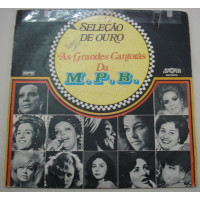 SELEÇÃO
DE OURO
As Grandes Cantoras
Da
M.P.B.